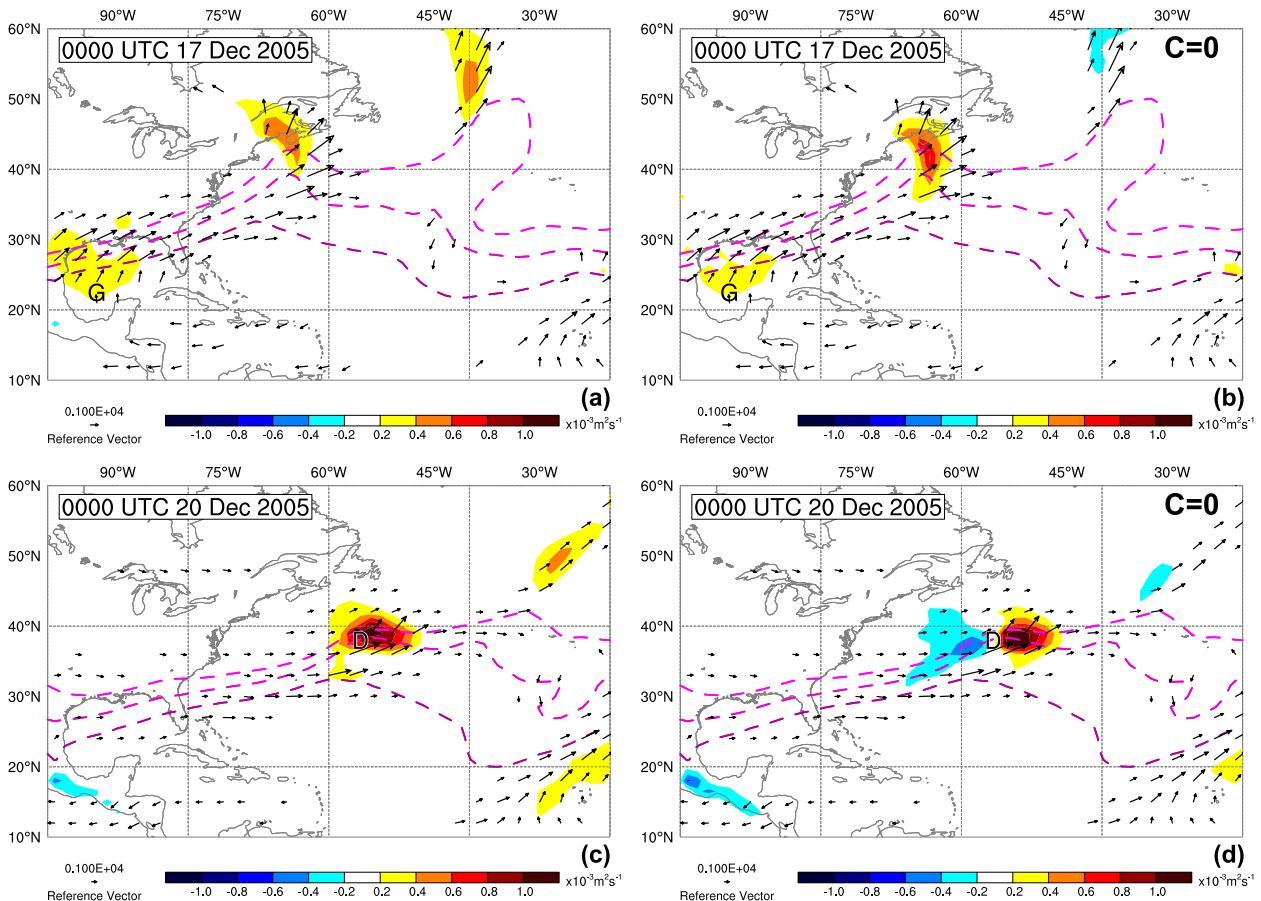 90°W 75°W 60°W 45°W 30°W
60°N
0000 UTC 17 Dec 2005
50°N
40°N
30°N
G
20°N
10°N
(a)
0.100E+04
Reference Vector
-1.0 -0.8 -0.6 -0.4 -0.2 0.2 0.4 0.6 0.8 1.0
x10⁻³m²s⁻¹
90°W 75°W 60°W 45°W 30°W
60°N
0000 UTC 17 Dec 2005
C=0
50°N
40°N
30°N
G
20°N
10°N
(b)
0.100E+04
Reference Vector
-1.0 -0.8 -0.6 -0.4 -0.2 0.2 0.4 0.6 0.8 1.0
x10⁻³m²s⁻¹
90°W 75°W 60°W 45°W 30°W
60°N
0000 UTC 20 Dec 2005
50°N
40°N
D
30°N
20°N
10°N
(c)
0.100E+04
Reference Vector
-1.0 -0.8 -0.6 -0.4 -0.2 0.2 0.4 0.6 0.8 1.0
x10⁻³m²s⁻¹
90°W 75°W 60°W 45°W 30°W
60°N
0000 UTC 20 Dec 2005
C=0
50°N
40°N
D
30°N
20°N
10°N
(d)
0.100E+04
Reference Vector
-1.0 -0.8 -0.6 -0.4 -0.2 0.2 0.4 0.6 0.8 1.0
x10⁻³m²s⁻¹